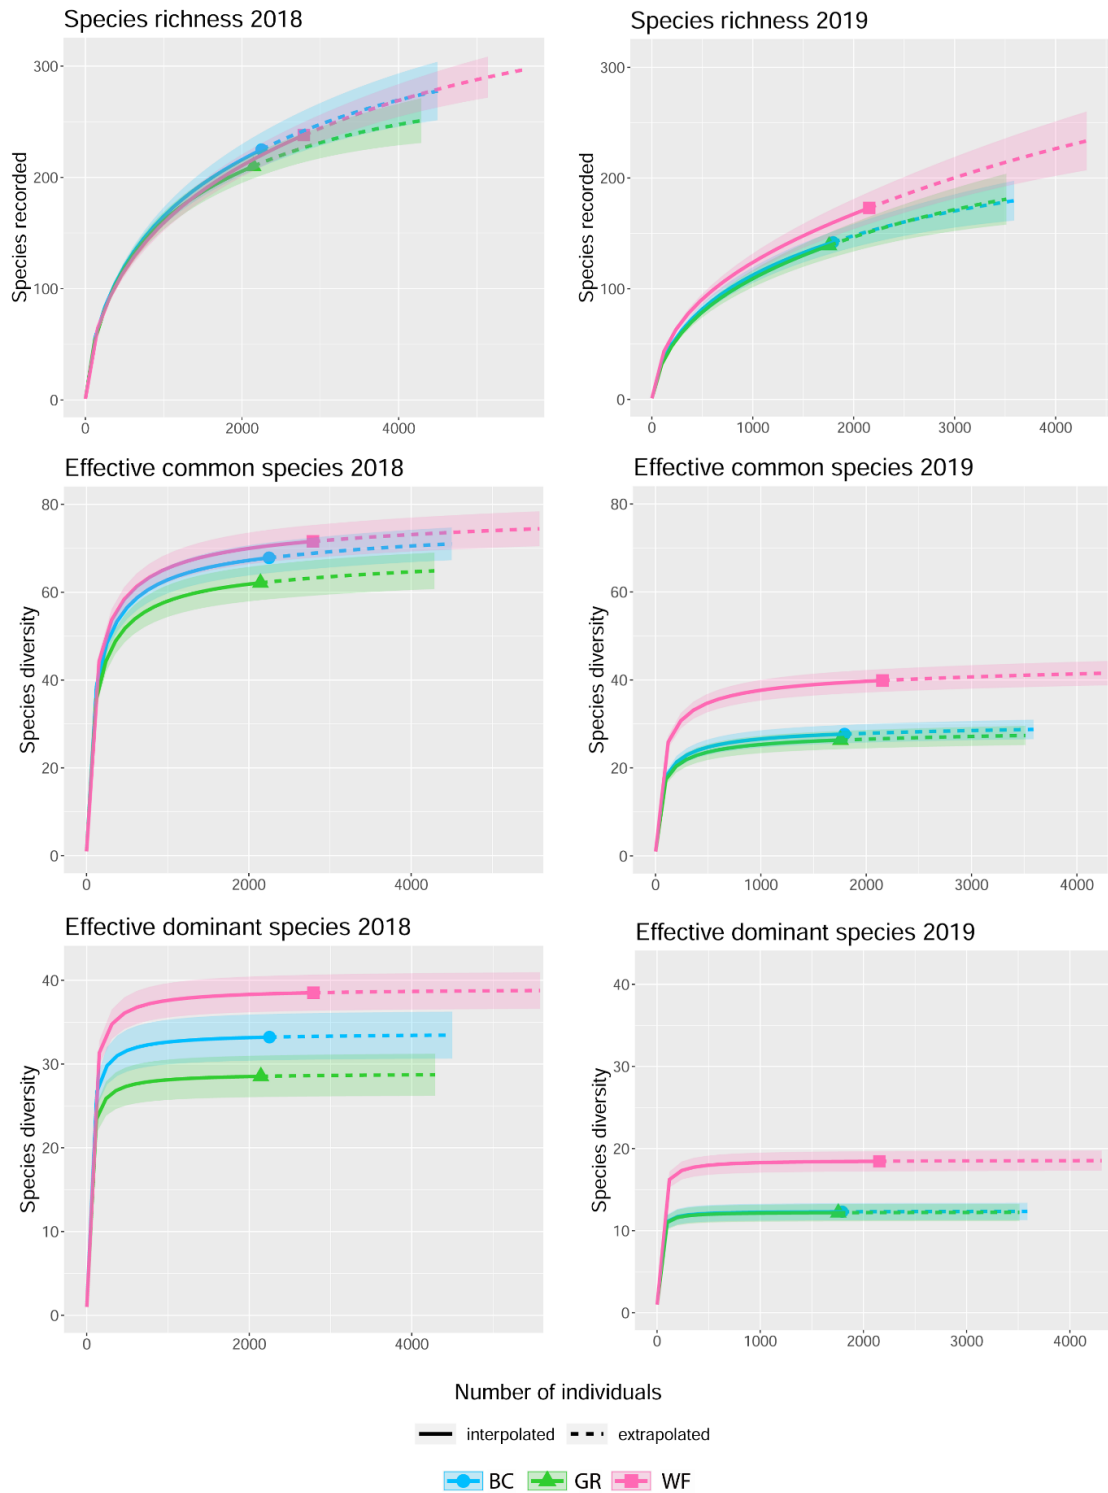 Species richness 2018
Species richness 2019
300
200
100
0
Species recorded
0 2000 4000
300
200
100
0
Species recorded
0 1000 2000 3000 4000
Effective common species 2018
Effective common species 2019
80
60
40
20
0
Species diversity
0 2000 4000
80
60
40
20
0
Species diversity
0 1000 2000 3000 4000
Effective dominant species 2018
Effective dominant species 2019
40
30
20
10
0
Species diversity
0 2000 4000
40
30
20
10
0
Species diversity
0 1000 2000 3000 4000
Number of individuals
interpolated extrapolated
BC GR WF